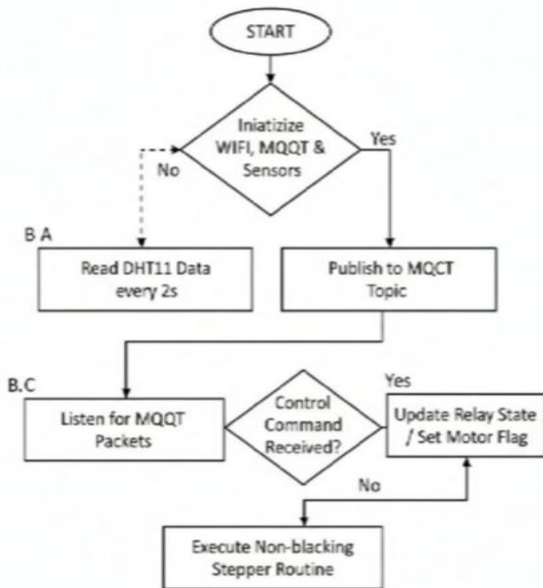 START
Iniatizize
WIFI, MQQT &
Sensors
Yes
No
B A
Read DHT11 Data
every 2s
Publish to MQCT
Topic
B.C
Listen for MQQT
Packets
Control
Command
Received?
Yes
Update Relay State
/ Set Motor Flag
No
Execute Non-blacking
Stepper Routine